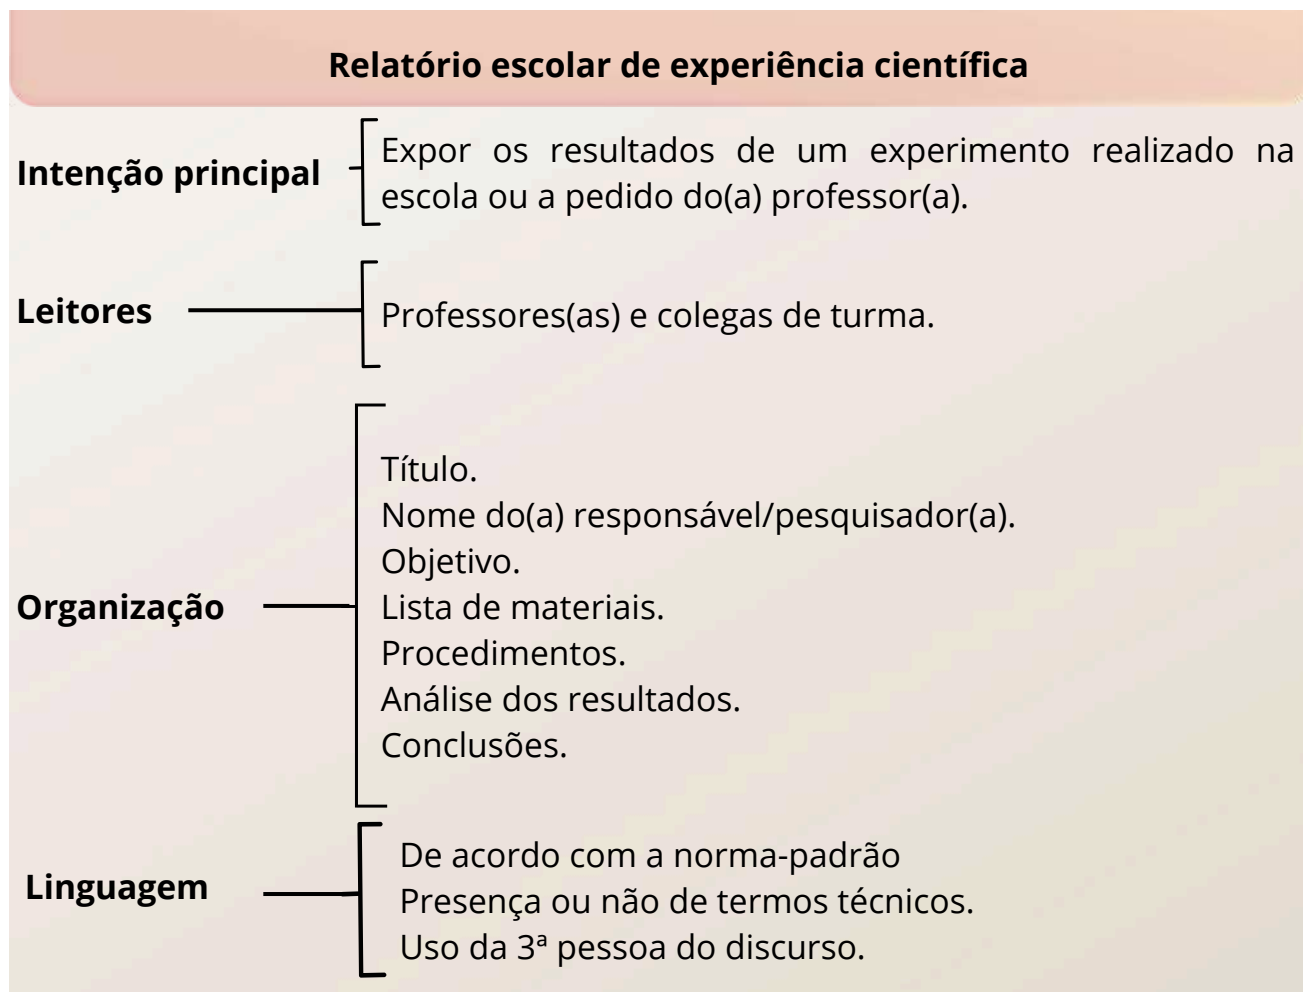 Relatório escolar de experiência científica
Intenção principal
Expor os resultados de um experimento realizado na
escola ou a pedido do(a) professor(a).
Leitores
Professores(as) e colegas de turma.
Organização
Título.
Nome do(a) responsável/pesquisador(a).
Objetivo.
Lista de materiais.
Procedimentos.
Análise dos resultados.
Conclusões.
Linguagem
De acordo com a norma-padrão
Presença ou não de termos técnicos.
Uso da 3ª pessoa do discurso.